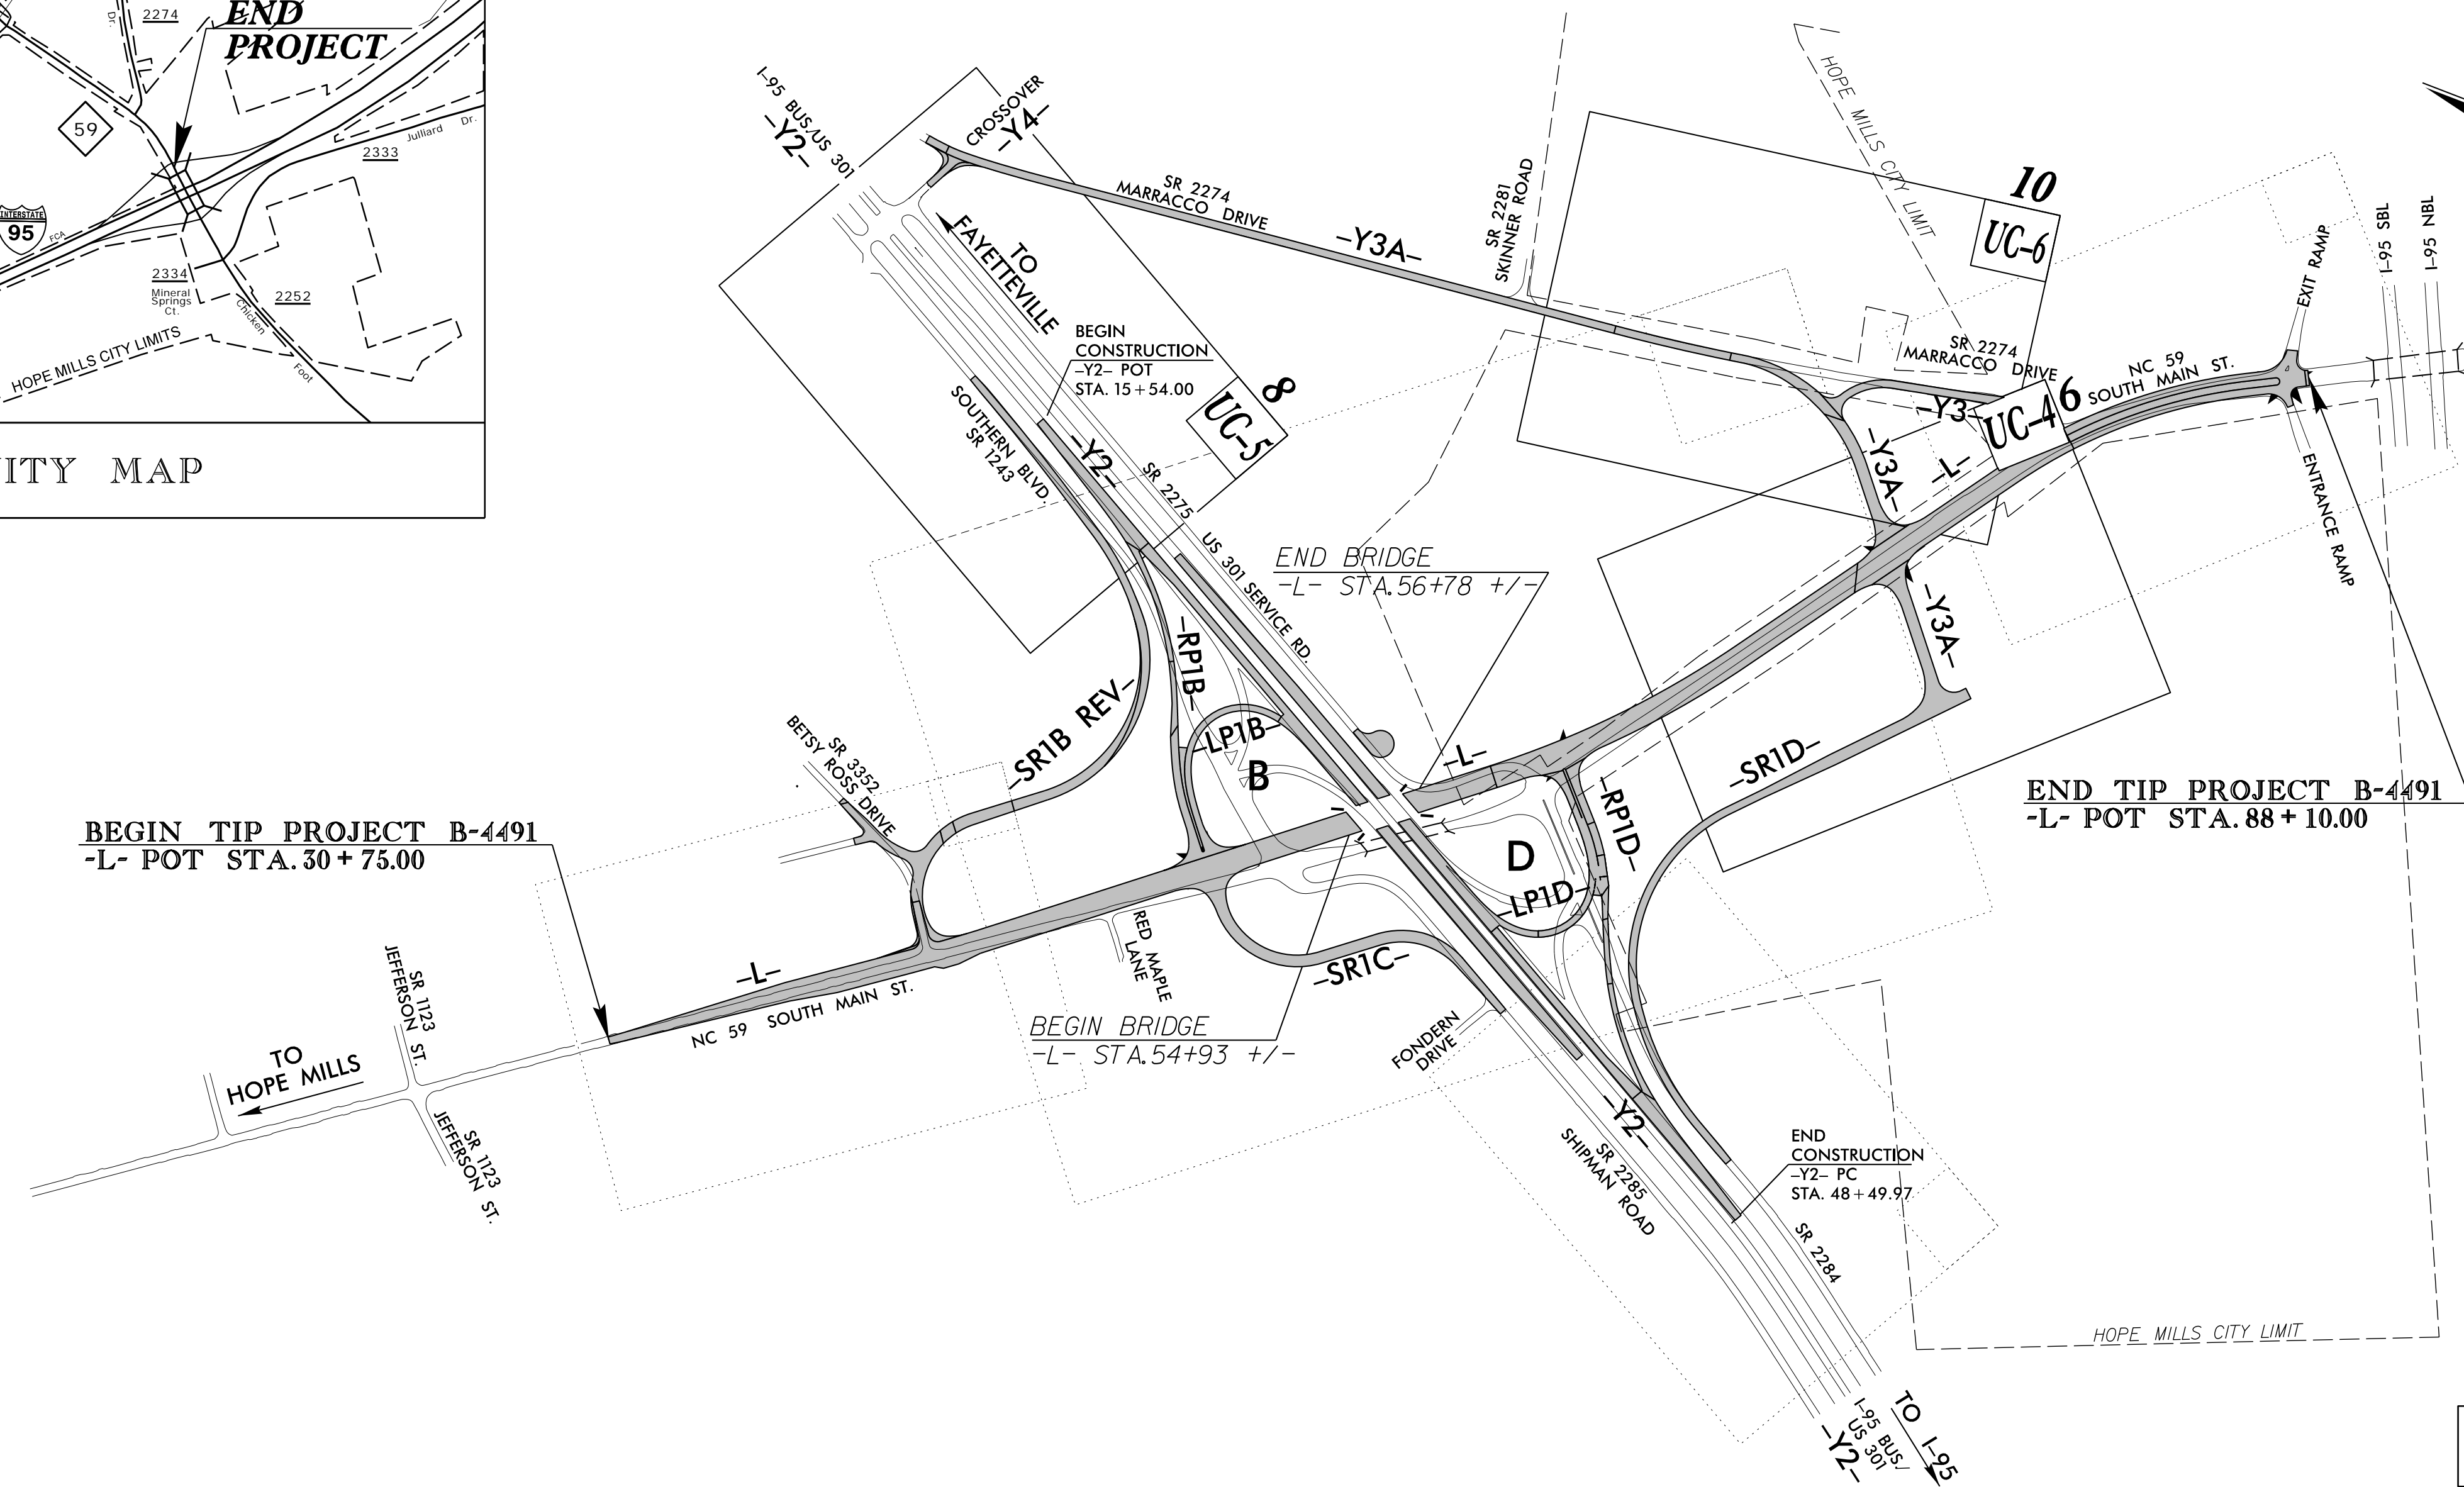 2274
Dr.
END
PROJECT
59
Julliard Dr.
2333
INTERSTATE
95
FCA
2334
Mineral
Springs
Ct.
2252
Chicken
Foot
HOPE MILLS CITY LIMITS
ITY MAP
I-95 BUS./US 301
-Y2-
CROSSOVER
-Y4-
TO
FAYETTEVILLE
SR 2274
MARRACCO DRIVE
-Y3A-
SR 2281
SKINNER ROAD
HOPE MILLS CITY LIMIT
10
UC-6
EXIT RAMP
I-95 SBL
I-95 NBL
BEGIN
CONSTRUCTION
-Y2- POT
STA. 15+54.00
8
UC-5
SOUTHERN BLVD.
SR 1243
-Y2-
SR 2275
US 301 SERVICE RD.
SR 2274
MARRACCO DRIVE
-Y3-
UC-4
6
NC 59
SOUTH MAIN ST.
-Y3A-
-L-
ENTRANCE RAMP
END BRIDGE
-L- STA.56+78 +/-
-Y3A-
-RP1B-
-SR1B REV-
-LP1B-
B
-L-
SR 3352
BETSY ROSS DRIVE
-RP1D-
D
-LP1D-
-SR1D-
BEGIN TIP PROJECT B-4491
-L- POT STA. 30 + 75.00
END TIP PROJECT B-4491
-L- POT STA. 88 + 10.00
RED MAPLE
LANE
-SR1C-
-L-
NC 59 SOUTH MAIN ST.
SR 1123
JEFFERSON ST.
TO
HOPE MILLS
SR 1123
JEFFERSON ST.
BEGIN BRIDGE
-L- STA.54+93 +/-
FONDERN
DRIVE
-Y2-
SR 2285
SHIPMAN ROAD
END
CONSTRUCTION
-Y2- PC
STA. 48+49.97
SR 2284
HOPE MILLS CITY LIMIT
TO I-95
I-95 BUS./
US 301
-Y2-